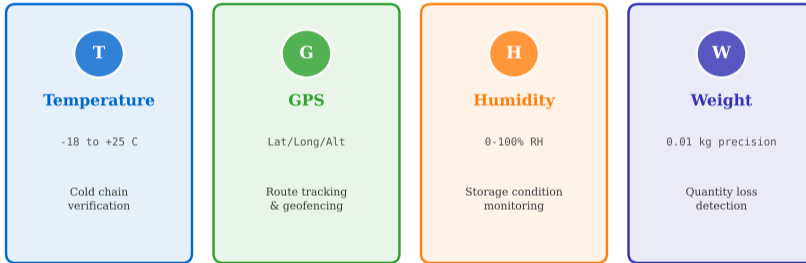 T
Temperature
-18 to +25 C
Cold chain
verification
G
GPS
Lat/Long/Alt
Route tracking
& geofencing
H
Humidity
0-100% RH
Storage condition
monitoring
W
Weight
0.01 kg precision
Quantity loss
detection